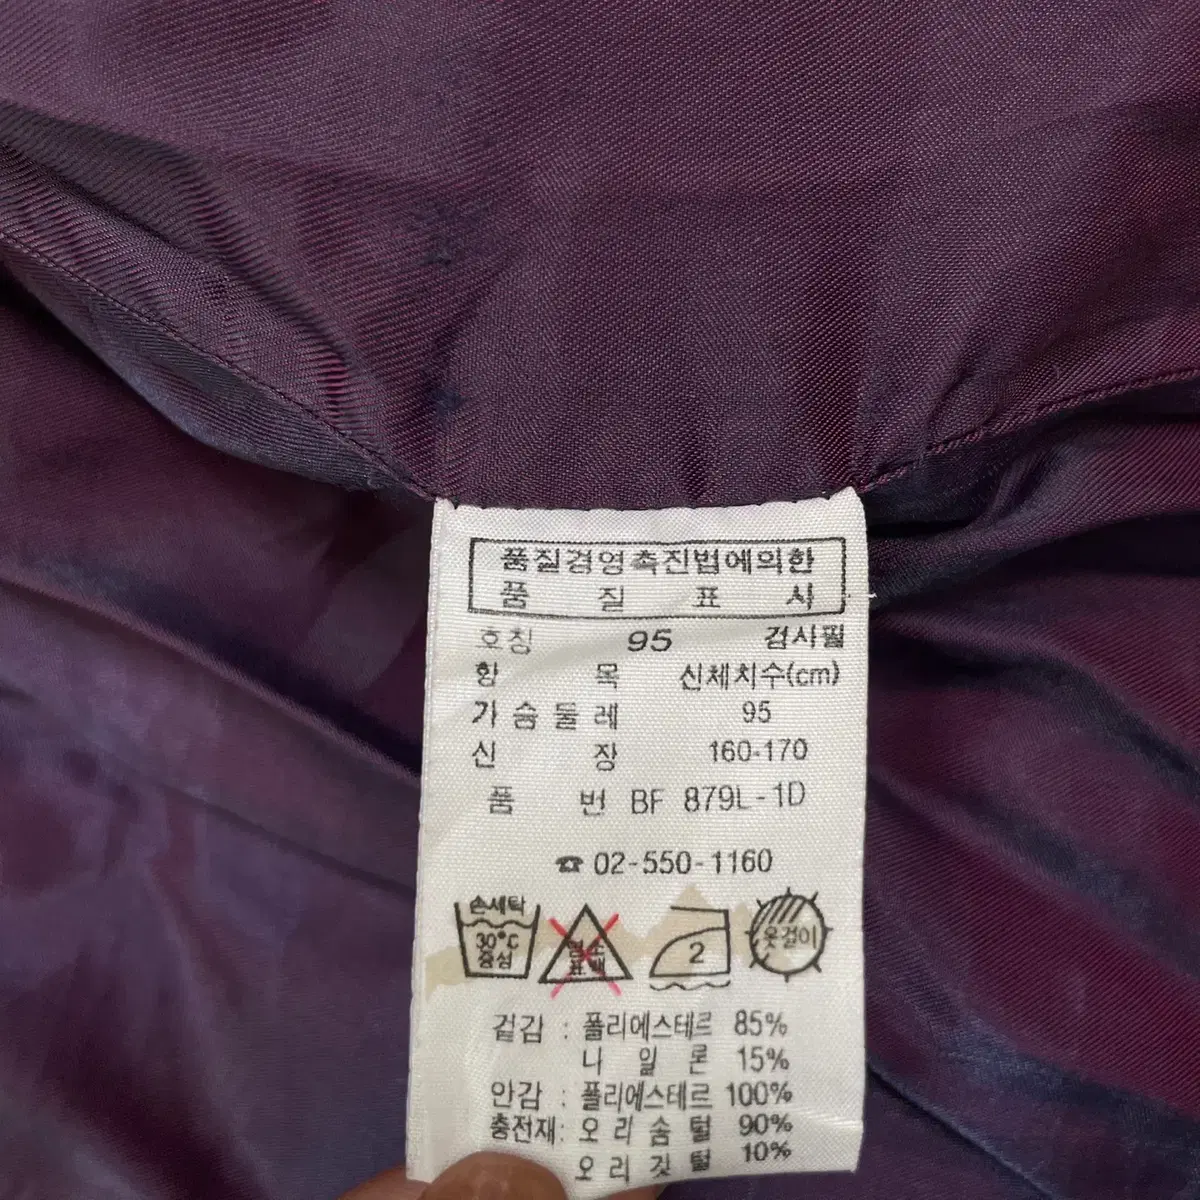 품질경영촉진법에의한
품 질 표 시
호칭 95 검사필
항 목 신체치수(cm)
가슴둘레 95
신 장 160-170
품 번 BF 879L-1D
☎ 02-550-1160
손세탁
30°C
중성
염소
표백
2
옷걸이
겉감 : 폴리에스테르 85%
나 일 론 15%
안감 : 폴리에스테르 100%
충전재: 오 리 솜 털 90%
오 리 깃 털 10%